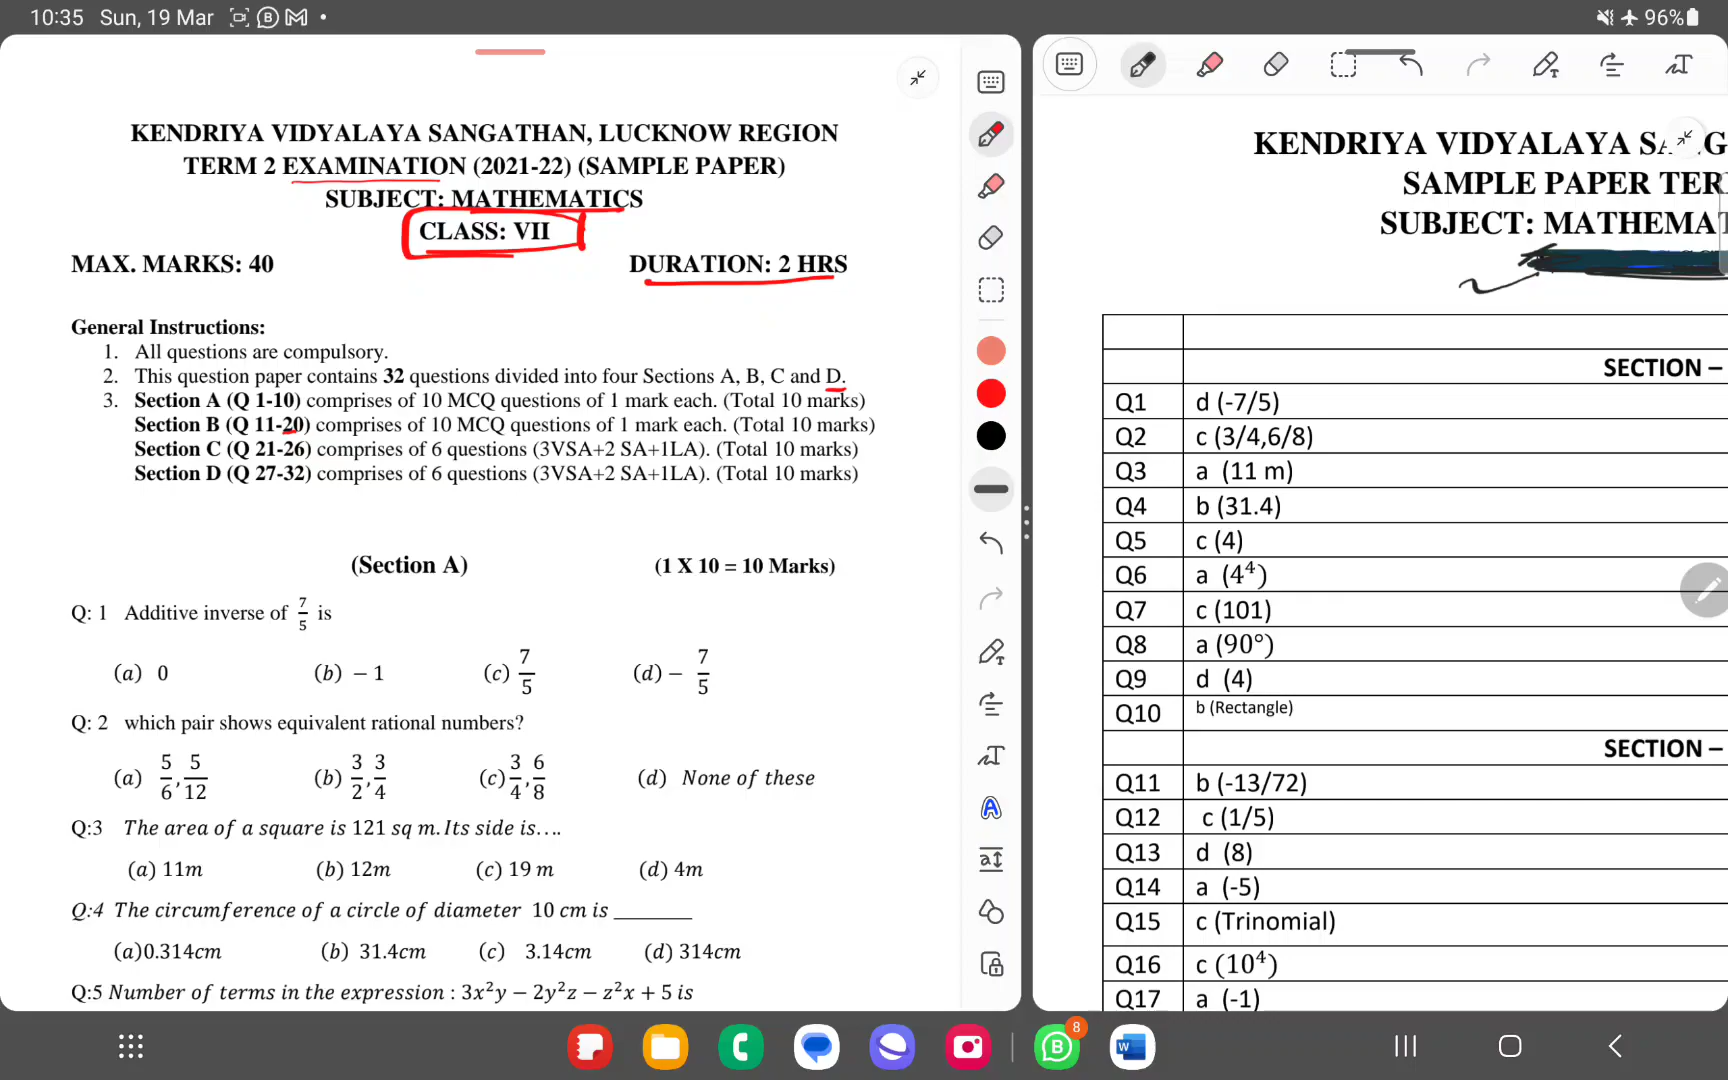 10:35 Sun, 19 Mar
96%
KENDRIYA VIDYALAYA SANGATHAN, LUCKNOW REGION
TERM 2 EXAMINATION (2021-22) (SAMPLE PAPER)
SUBJECT: MATHEMATICS
CLASS: VII
MAX. MARKS: 40 DURATION: 2 HRS
General Instructions:
1. All questions are compulsory.
2. This question paper contains 32 questions divided into four Sections A, B, C and D.
3. Section A (Q 1-10) comprises of 10 MCQ questions of 1 mark each. (Total 10 marks)
Section B (Q 11-20) comprises of 10 MCQ questions of 1 mark each. (Total 10 marks)
Section C (Q 21-26) comprises of 6 questions (3VSA+2 SA+1LA). (Total 10 marks)
Section D (Q 27-32) comprises of 6 questions (3VSA+2 SA+1LA). (Total 10 marks)
(Section A) (1 X 10 = 10 Marks)
Q: 1 Additive inverse of 7/5 is
(a) 0 (b) − 1 (c) 7/5 (d) − 7/5
Q: 2 which pair shows equivalent rational numbers?
(a) 5/6, 5/12 (b) 3/2, 3/4 (c) 3/4, 6/8 (d) None of these
Q:3 The area of a square is 121 sq m. Its side is....
(a) 11m (b) 12m (c) 19 m (d) 4m
Q:4 The circumference of a circle of diameter 10 cm is ________
(a)0.314cm (b) 31.4cm (c) 3.14cm (d) 314cm
Q:5 Number of terms in the expression : 3x²y − 2y²z − z²x + 5 is
KENDRIYA VIDYALAYA
SAMPLE PAPER
SUBJECT:
SECTION –
Q1 d (-7/5)
Q2 c (3/4,6/8)
Q3 a (11 m)
Q4 b (31.4)
Q5 c (4)
Q6 a (4⁴)
Q7 c (101)
Q8 a (90°)
Q9 d (4)
Q10 b (Rectangle)
SECTION –
Q11 b (-13/72)
Q12 c (1/5)
Q13 d (8)
Q14 a (-5)
Q15 c (Trinomial)
Q16 c (10⁴)
Q17 a (-1)
8